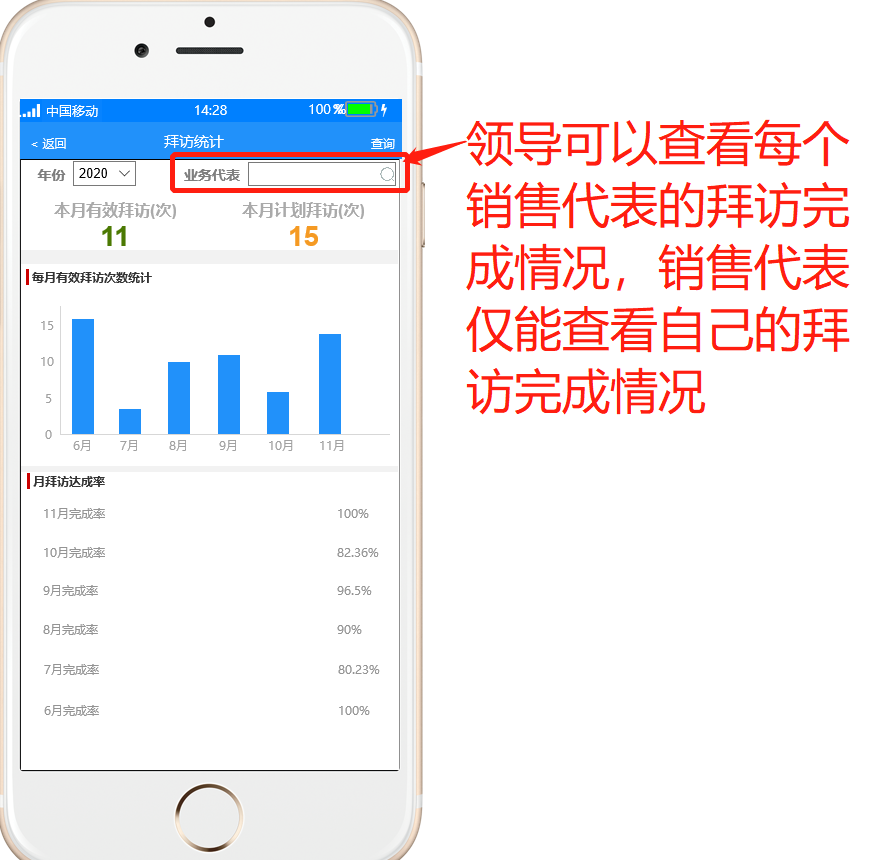 中国移动 14:28 100%
< 返回 拜访统计 查询
年份 2020 业务代表
本月有效拜访(次) 本月计划拜访(次)
11 15
每月有效拜访次数统计
15
10
5
0
6月 7月 8月 9月 10月 11月
月拜访达成率
11月完成率 100%
10月完成率 82.36%
9月完成率 96.5%
8月完成率 90%
7月完成率 80.23%
6月完成率 100%
领导可以查看每个
销售代表的拜访完
成情况，销售代表
仅能查看自己的拜
访完成情况